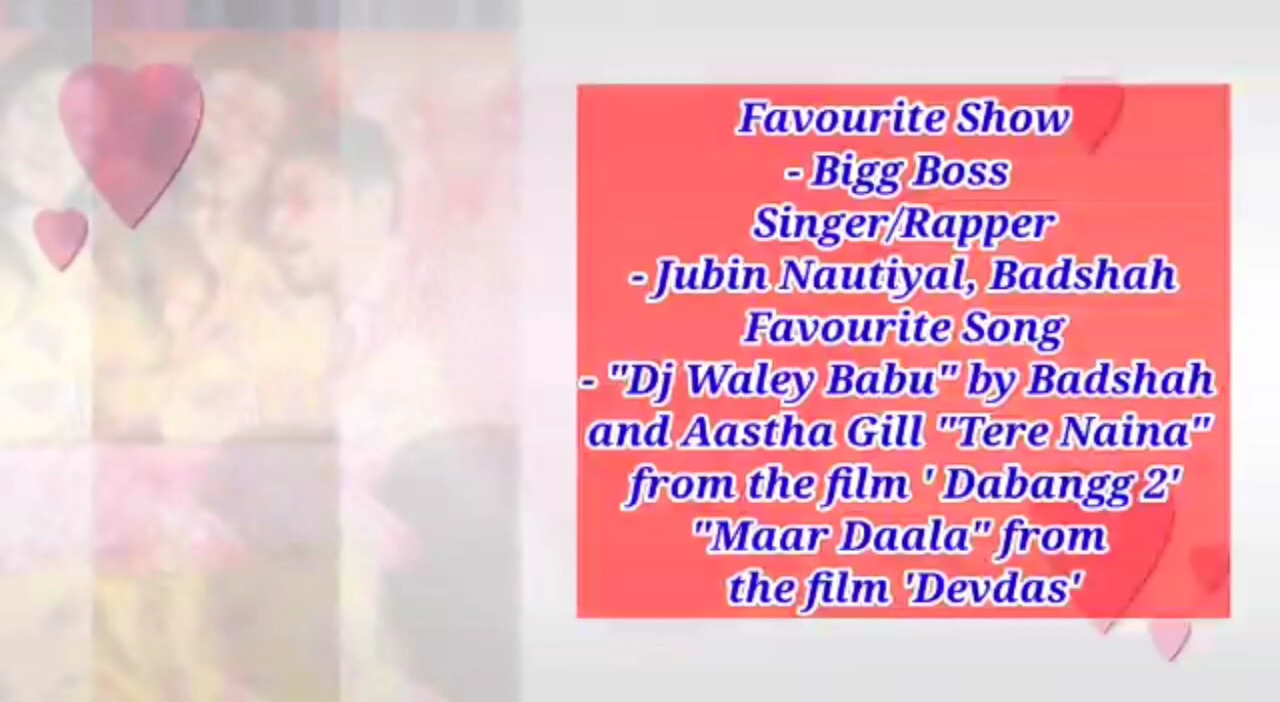 Favourite Show
- Bigg Boss
Singer/Rapper
- Jubin Nautiyal, Badshah
Favourite Song
- "Dj Waley Babu" by Badshah
and Aastha Gill "Tere Naina"
from the film ' Dabangg 2'
"Maar Daala" from
the film 'Devdas'